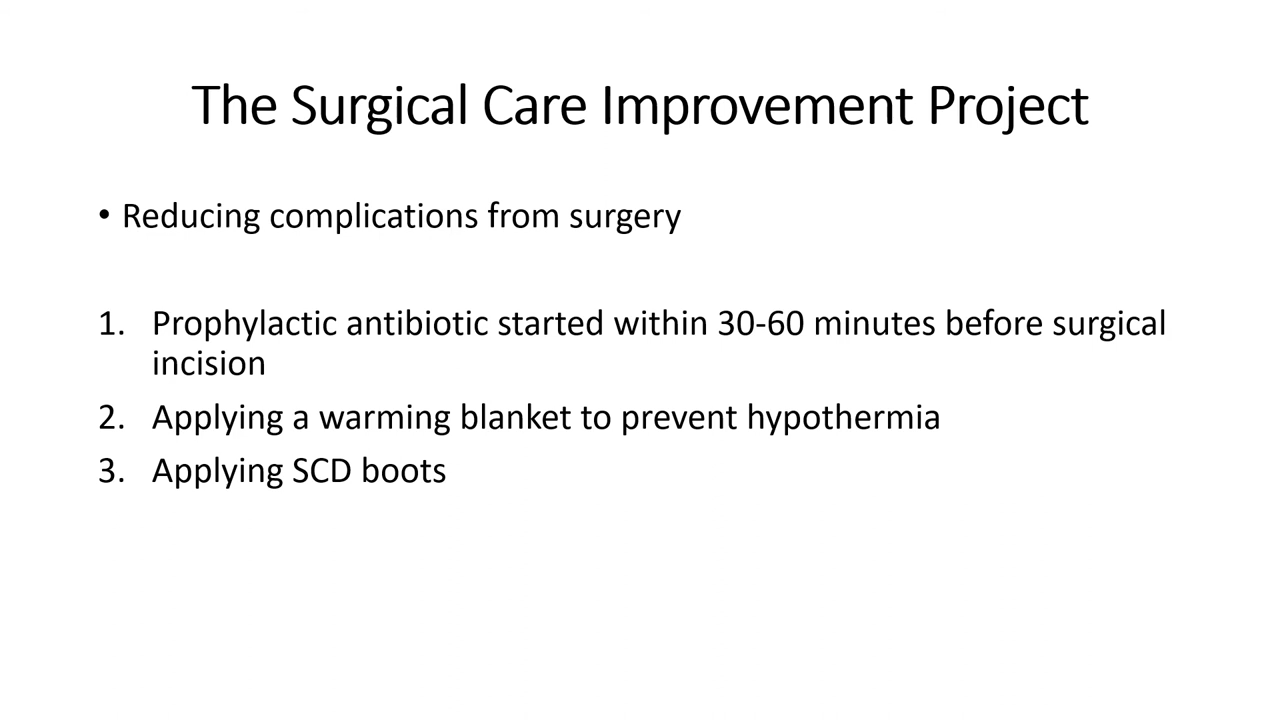 The Surgical Care Improvement Project
• Reducing complications from surgery
1. Prophylactic antibiotic started within 30-60 minutes before surgical
incision
2. Applying a warming blanket to prevent hypothermia
3. Applying SCD boots